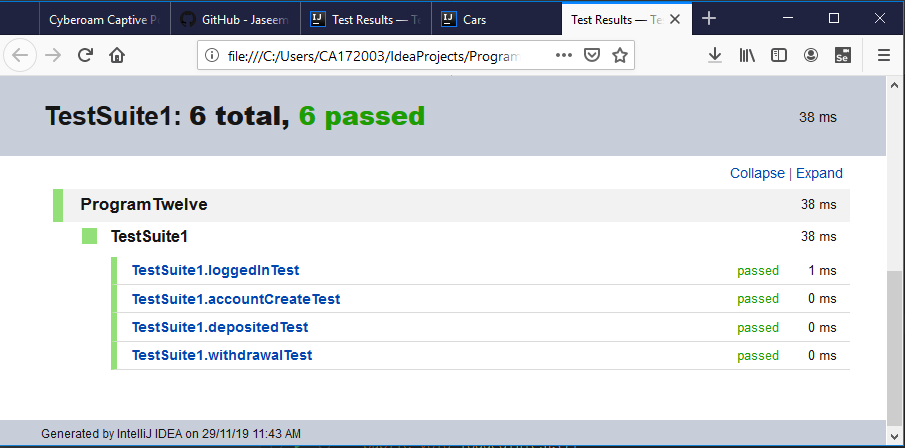 Cyberoam Captive P
GitHub - Jaseem
Test Results — Te
Cars
Test Results — Te
file:///C:/Users/CA172003/IdeaProjects/Program
Se
TestSuite1: 6 total, 6 passed
38 ms
Collapse | Expand
ProgramTwelve 38 ms
TestSuite1 38 ms
TestSuite1.loggedInTest passed 1 ms
TestSuite1.accountCreateTest passed 0 ms
TestSuite1.depositedTest passed 0 ms
TestSuite1.withdrawalTest passed 0 ms
Generated by IntelliJ IDEA on 29/11/19 11:43 AM